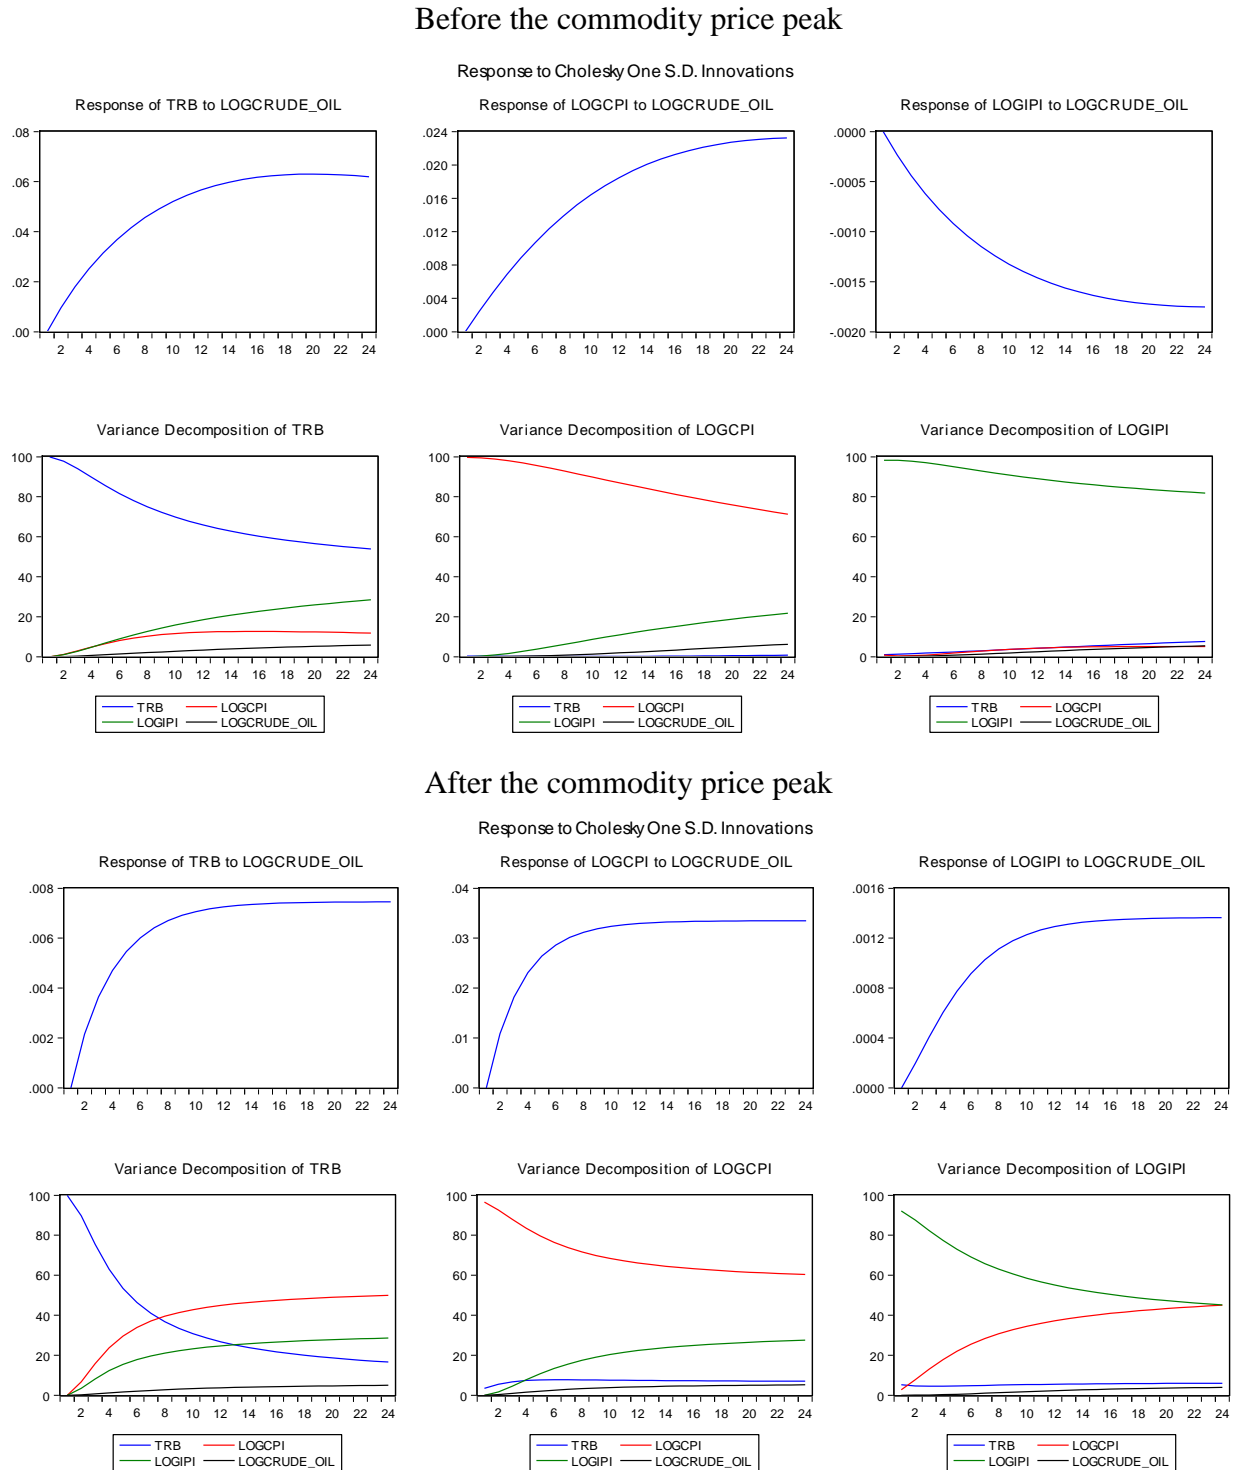 Before the commodity price peak
Response to Cholesky One S.D. Innovations
Response of TRB to LOGCRUDE_OIL
Response of LOGCPI to LOGCRUDE_OIL
Response of LOGIPI to LOGCRUDE_OIL
.08
.06
.04
.02
.00
2 4 6 8 10 12 14 16 18 20 22 24
.024
.020
.016
.012
.008
.004
.000
2 4 6 8 10 12 14 16 18 20 22 24
.0000
-.0005
-.0010
-.0015
-.0020
2 4 6 8 10 12 14 16 18 20 22 24
Variance Decomposition of TRB
Variance Decomposition of LOGCPI
Variance Decomposition of LOGIPI
100
80
60
40
20
0
2 4 6 8 10 12 14 16 18 20 22 24
TRB LOGCPI
LOGIPI LOGCRUDE_OIL
100
80
60
40
20
0
2 4 6 8 10 12 14 16 18 20 22 24
TRB LOGCPI
LOGIPI LOGCRUDE_OIL
100
80
60
40
20
0
2 4 6 8 10 12 14 16 18 20 22 24
TRB LOGCPI
LOGIPI LOGCRUDE_OIL
After the commodity price peak
Response to Cholesky One S.D. Innovations
Response of TRB to LOGCRUDE_OIL
Response of LOGCPI to LOGCRUDE_OIL
Response of LOGIPI to LOGCRUDE_OIL
.008
.006
.004
.002
.000
2 4 6 8 10 12 14 16 18 20 22 24
.04
.03
.02
.01
.00
2 4 6 8 10 12 14 16 18 20 22 24
.0016
.0012
.0008
.0004
.0000
2 4 6 8 10 12 14 16 18 20 22 24
Variance Decomposition of TRB
Variance Decomposition of LOGCPI
Variance Decomposition of LOGIPI
100
80
60
40
20
0
2 4 6 8 10 12 14 16 18 20 22 24
TRB LOGCPI
LOGIPI LOGCRUDE_OIL
100
80
60
40
20
0
2 4 6 8 10 12 14 16 18 20 22 24
TRB LOGCPI
LOGIPI LOGCRUDE_OIL
100
80
60
40
20
0
2 4 6 8 10 12 14 16 18 20 22 24
TRB LOGCPI
LOGIPI LOGCRUDE_OIL